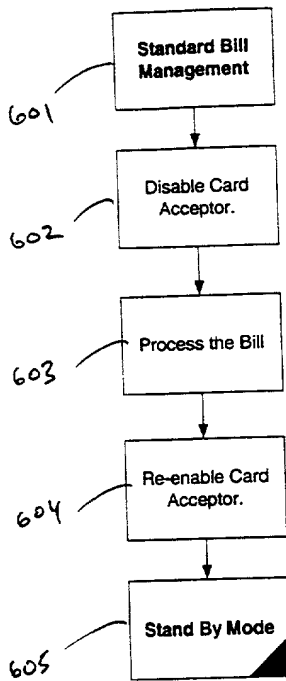 Standard Bill
Management
601
Disable Card
Acceptor.
602
Process the Bill
603
Re-enable Card
Acceptor.
604
Stand By Mode
605